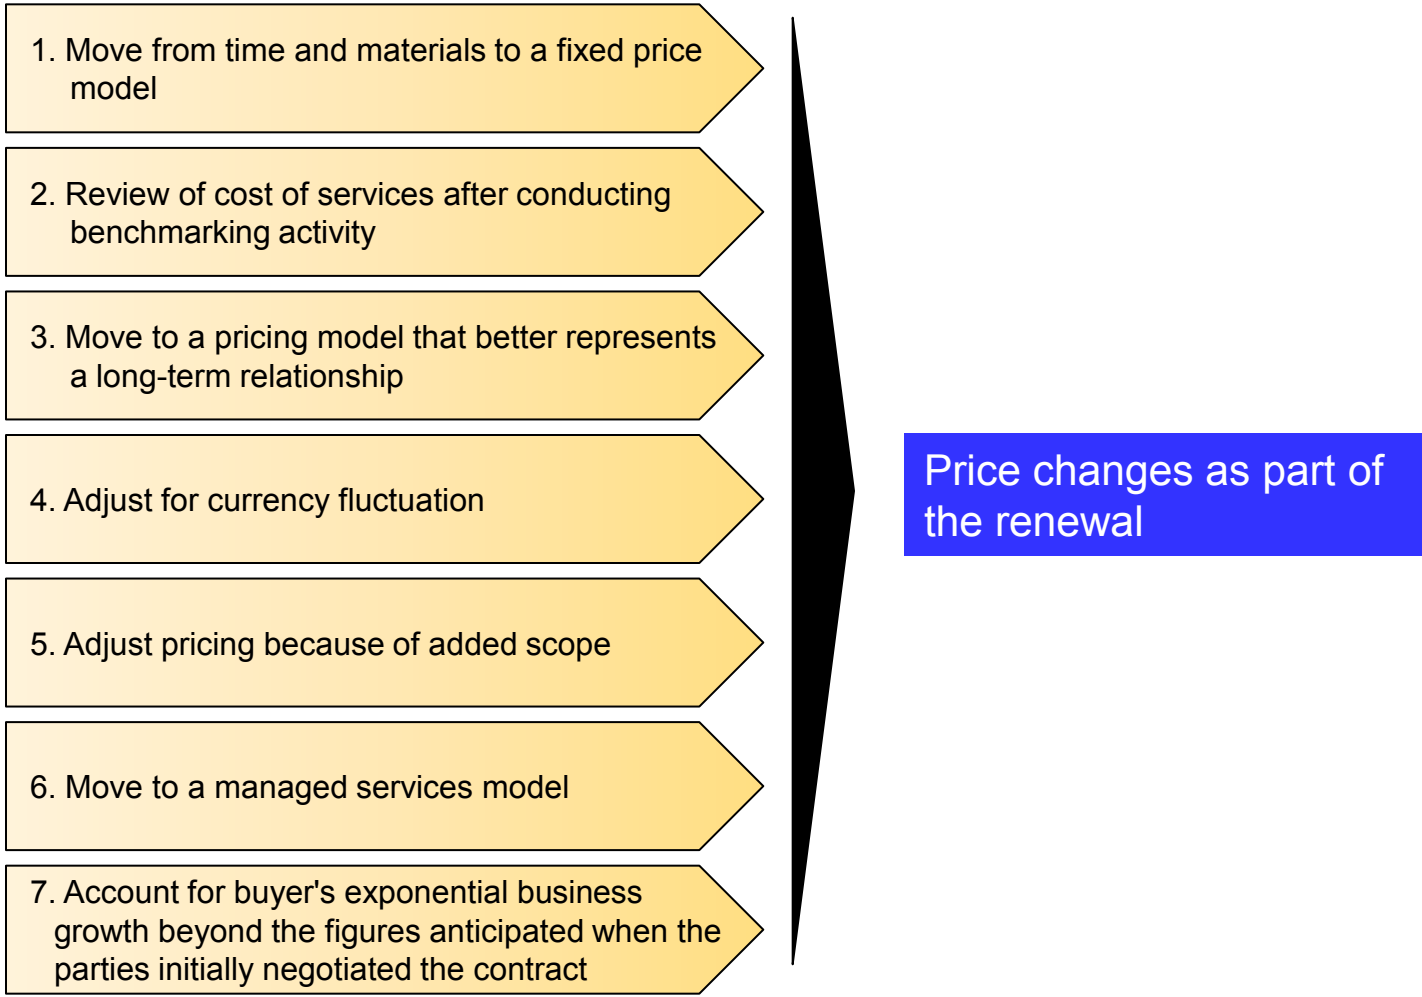 1. Move from time and materials to a fixed price
model
2. Review of cost of services after conducting
benchmarking activity
3. Move to a pricing model that better represents
a long-term relationship
4. Adjust for currency fluctuation
5. Adjust pricing because of added scope
6. Move to a managed services model
7. Account for buyer's exponential business
growth beyond the figures anticipated when the
parties initially negotiated the contract
Price changes as part of
the renewal